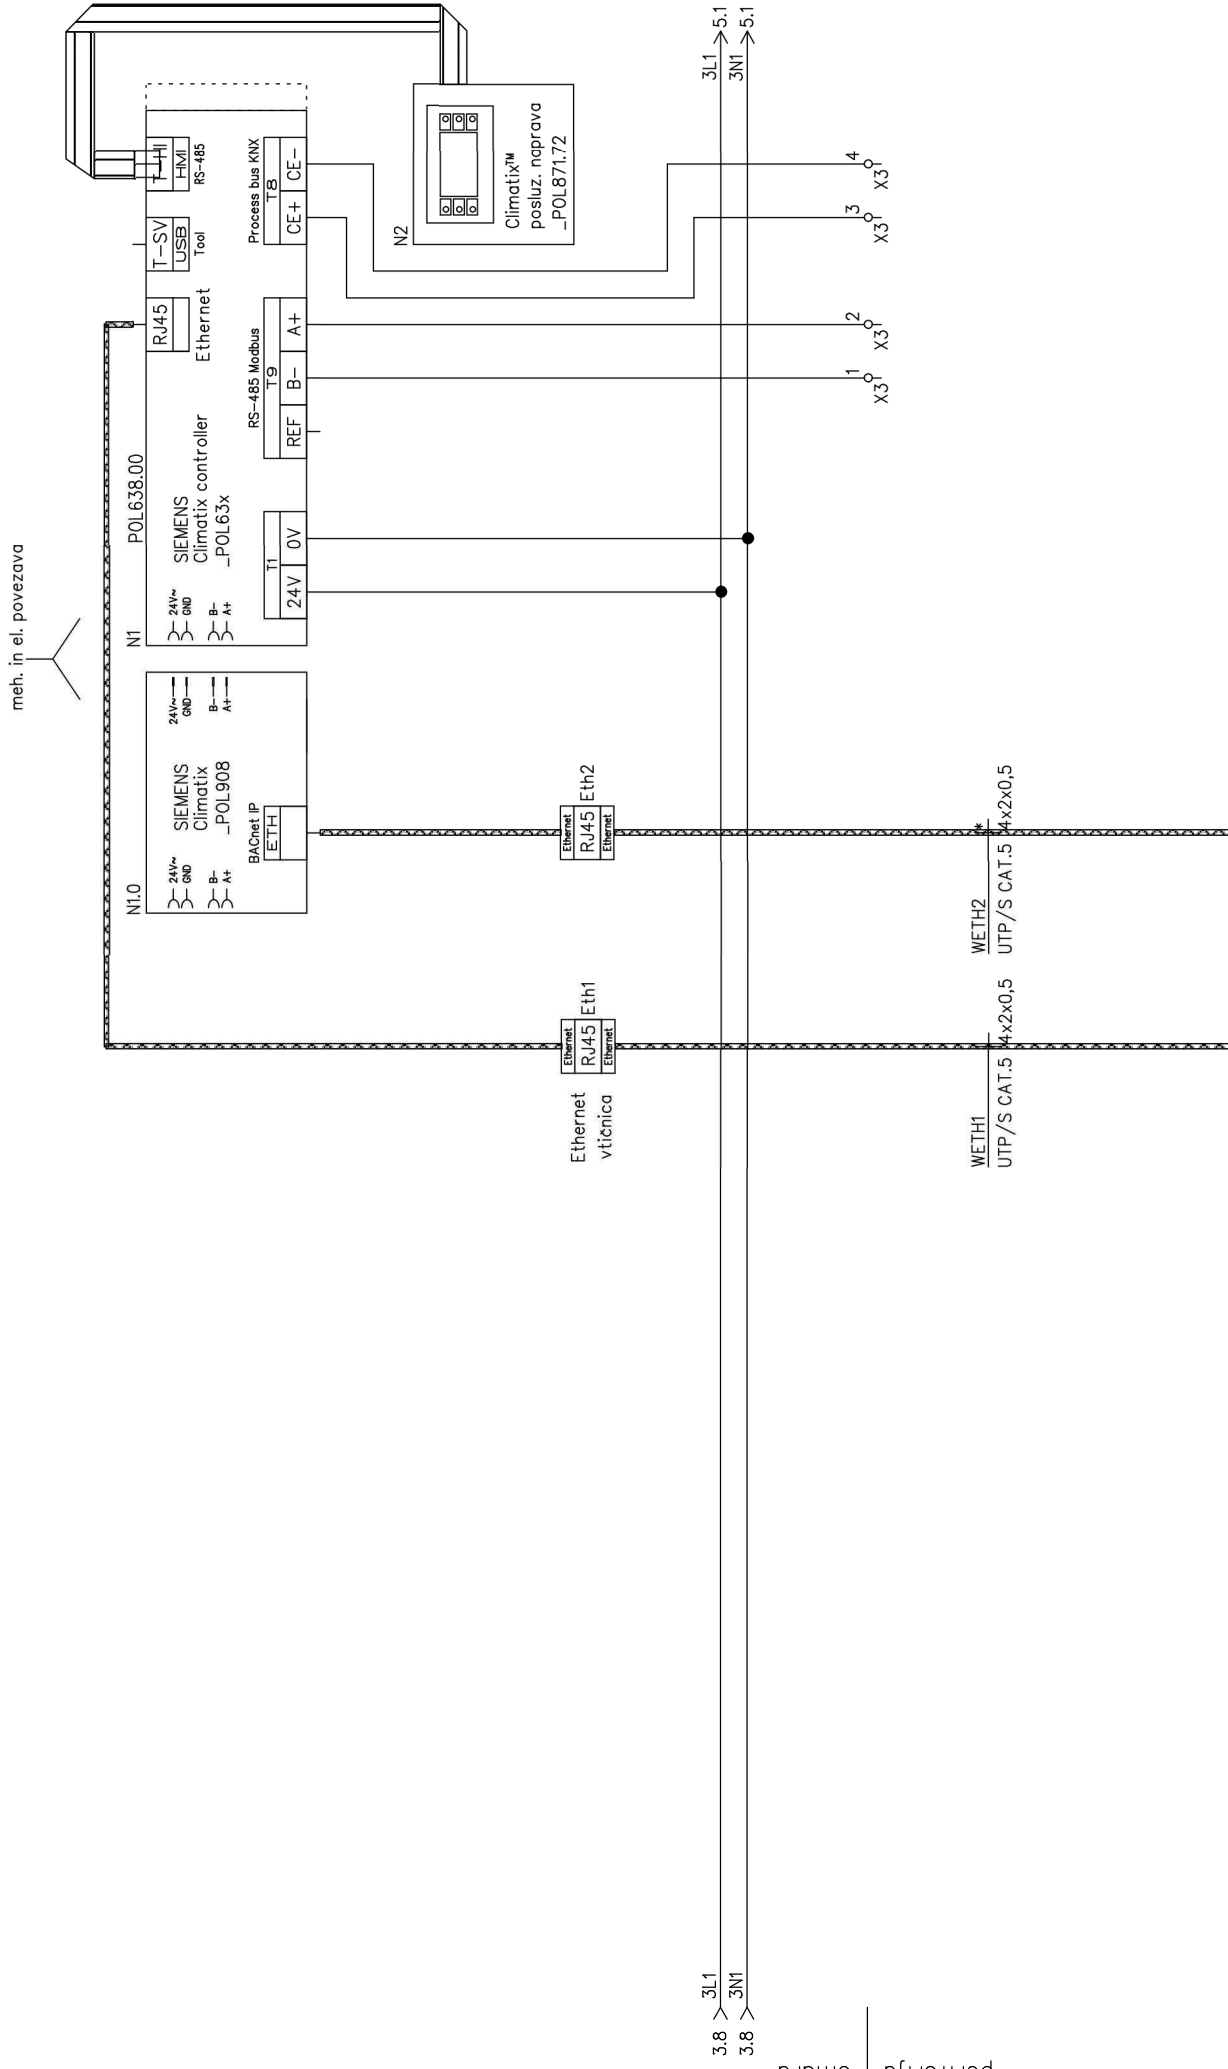 meh. in el. povezava
N1.0
24V~
GND
B-
A+
SIEMENS
Climatix
_POL908
24V~
GND
B-
A+
BACnet IP
ETH
N1
POL638.00
24V~
GND
B-
A+
SIEMENS
Climatix controller
_POL63x
RJ45
Ethernet
T-SV
USB
Tool
HMI
RS-485
T1
24V
0V
RS-485 Modbus
T9
REF
B-
A+
Process bus KNX
T8
CE+
CE-
N2
Climatix™
posluz. naprava
_POL871.72
Ethernet
vtičnica
Ethernet
RJ45
Ethernet
Eth1
Ethernet
RJ45
Ethernet
Eth2
3.8
3L1
3L1
5.1
3.8
3N1
3N1
5.1
1
X3
2
X3
3
X3
4
X3
WETH1
UTP/S CAT.5
4x2x0,5
WETH2
UTP/S CAT.5
*
4x2x0,5